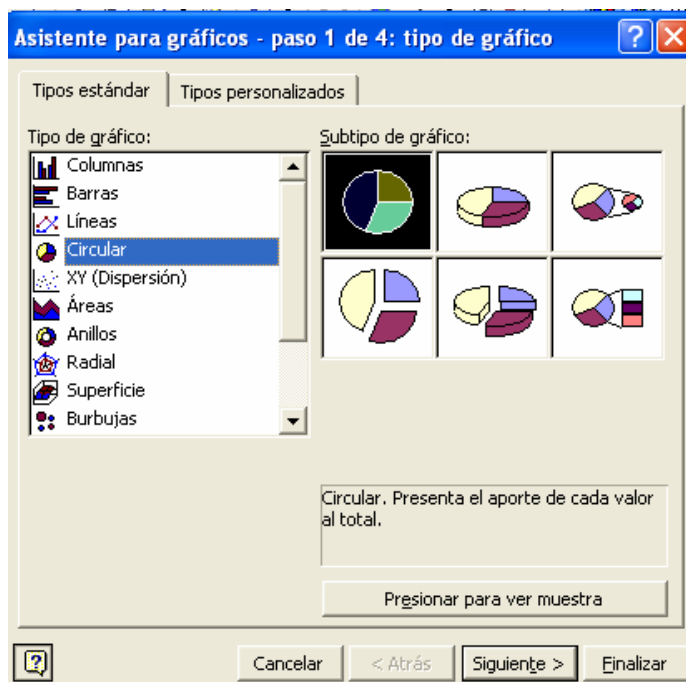 Asistente para gráficos - paso 1 de 4: tipo de gráfico
Tipos estándar
Tipos personalizados
Tipo de gráfico:
Columnas
Barras
Líneas
Circular
XY (Dispersión)
Áreas
Anillos
Radial
Superficie
Burbujas
Subtipo de gráfico:
Circular. Presenta el aporte de cada valor
al total.
Presionar para ver muestra
Cancelar
< Atrás
Siguiente >
Finalizar